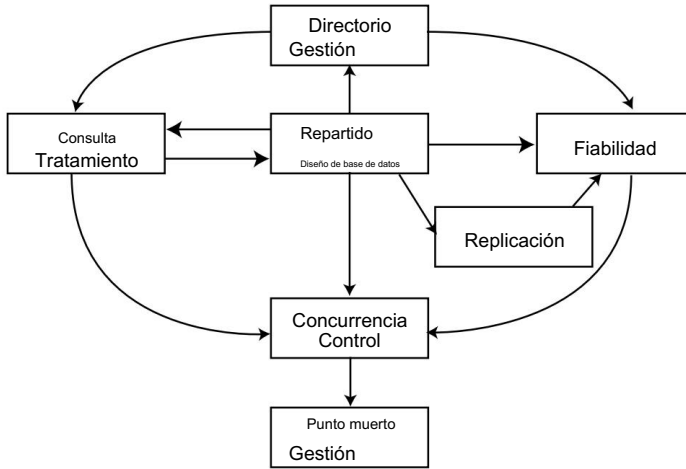 Directorio
Gestión
Consulta
Tratamiento
Repartido
Diseño de base de datos
Fiabilidad
Replicación
Concurrencia
Control
Punto muerto
Gestión